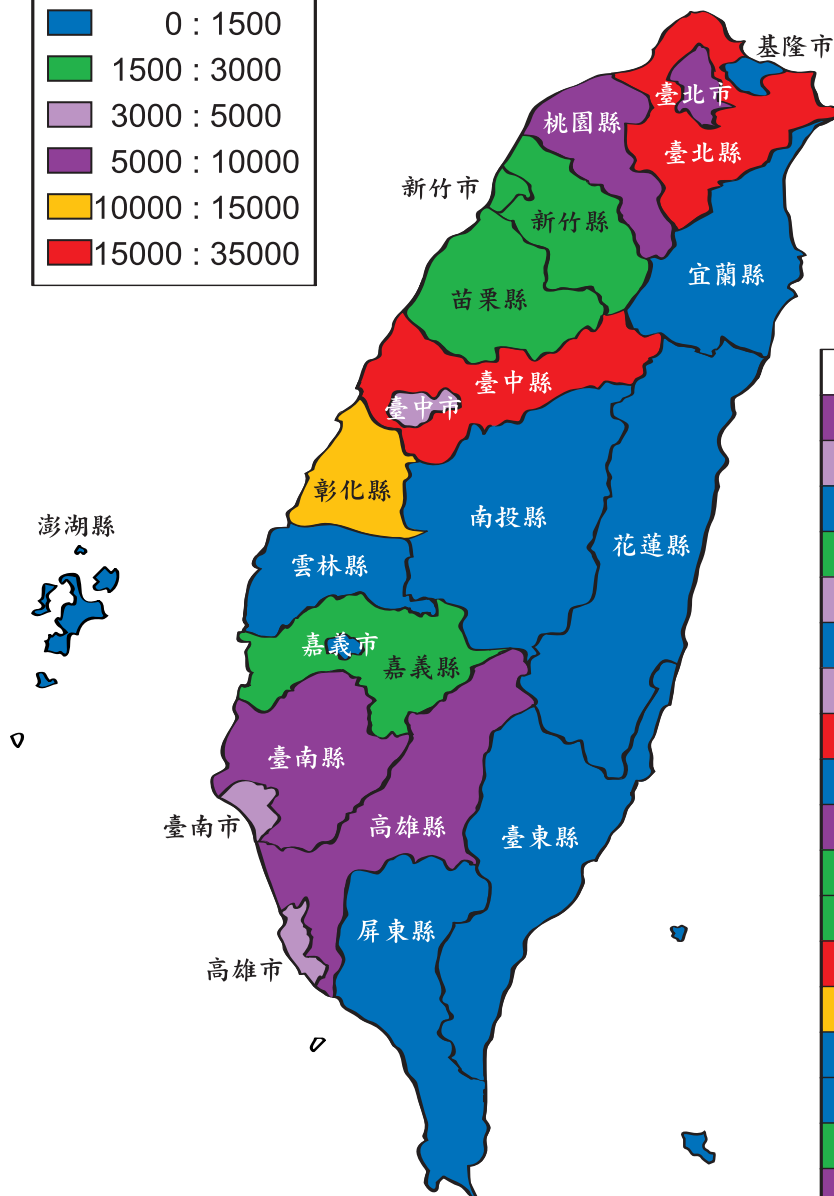 0 : 1500
1500 : 3000
3000 : 5000
5000 : 10000
10000 : 15000
15000 : 35000
基隆市
臺北市
桃園縣
臺北縣
新竹市
新竹縣
宜蘭縣
苗栗縣
臺中縣
臺中市
彰化縣
南投縣
澎湖縣
花蓮縣
雲林縣
嘉義市
嘉義縣
臺南縣
臺南市
高雄縣
臺東縣
屏東縣
高雄市